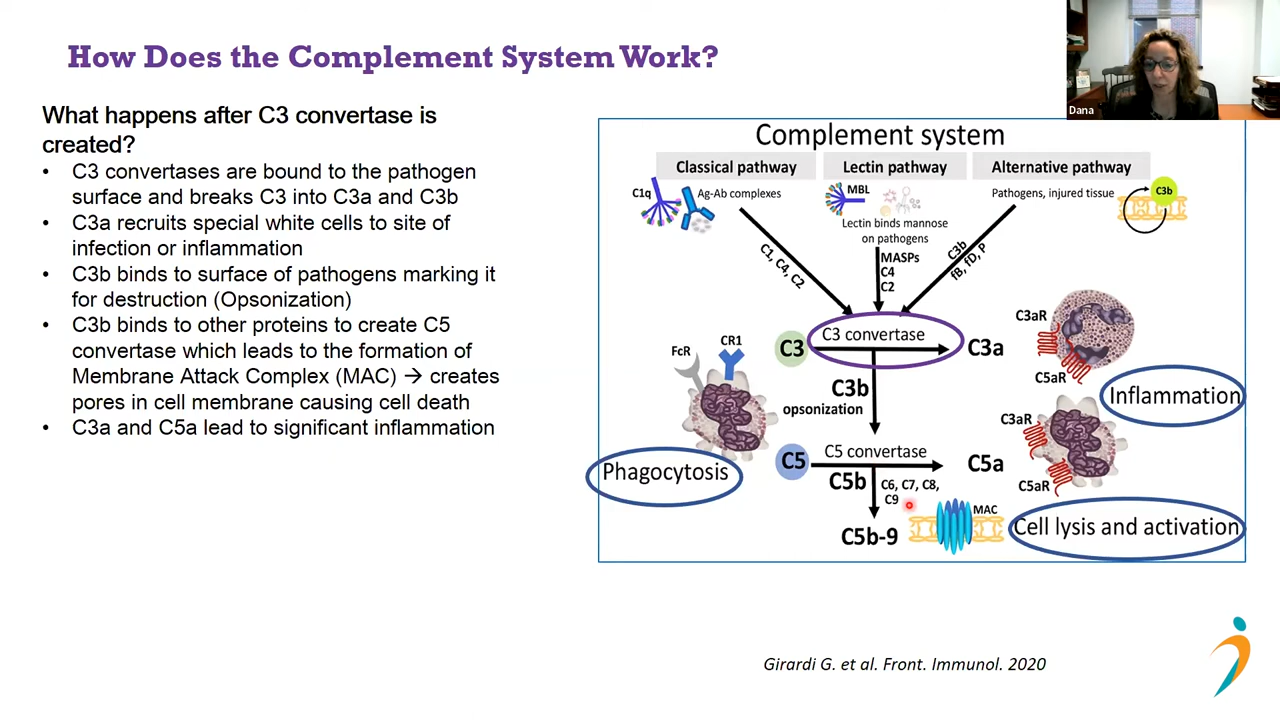 How Does the Complement System Work?
Dana
What happens after C3 convertase is
created?
• C3 convertases are bound to the pathogen
surface and breaks C3 into C3a and C3b
• C3a recruits special white cells to site of
infection or inflammation
• C3b binds to surface of pathogens marking it
for destruction (Opsonization)
• C3b binds to other proteins to create C5
convertase which leads to the formation of
Membrane Attack Complex (MAC) → creates
pores in cell membrane causing cell death
• C3a and C5a lead to significant inflammation
Complement system
Classical pathway
Lectin pathway
Alternative pathway
C1q
Ag-Ab complexes
MBL
Pathogens, injured tissue
C3b
Lectin binds mannose
on pathogens
C1, C4, C2
MASPs
C4
C2
C3b
fB, fD, P
C3
C3 convertase
C3a
C3aR
C5aR
FcR
CR1
C3b
opsonization
Inflammation
Phagocytosis
C5
C5 convertase
C5a
C3aR
C5aR
C5b
C6, C7, C8,
C9
MAC
C5b-9
Cell lysis and activation
Girardi G. et al. Front. Immunol. 2020